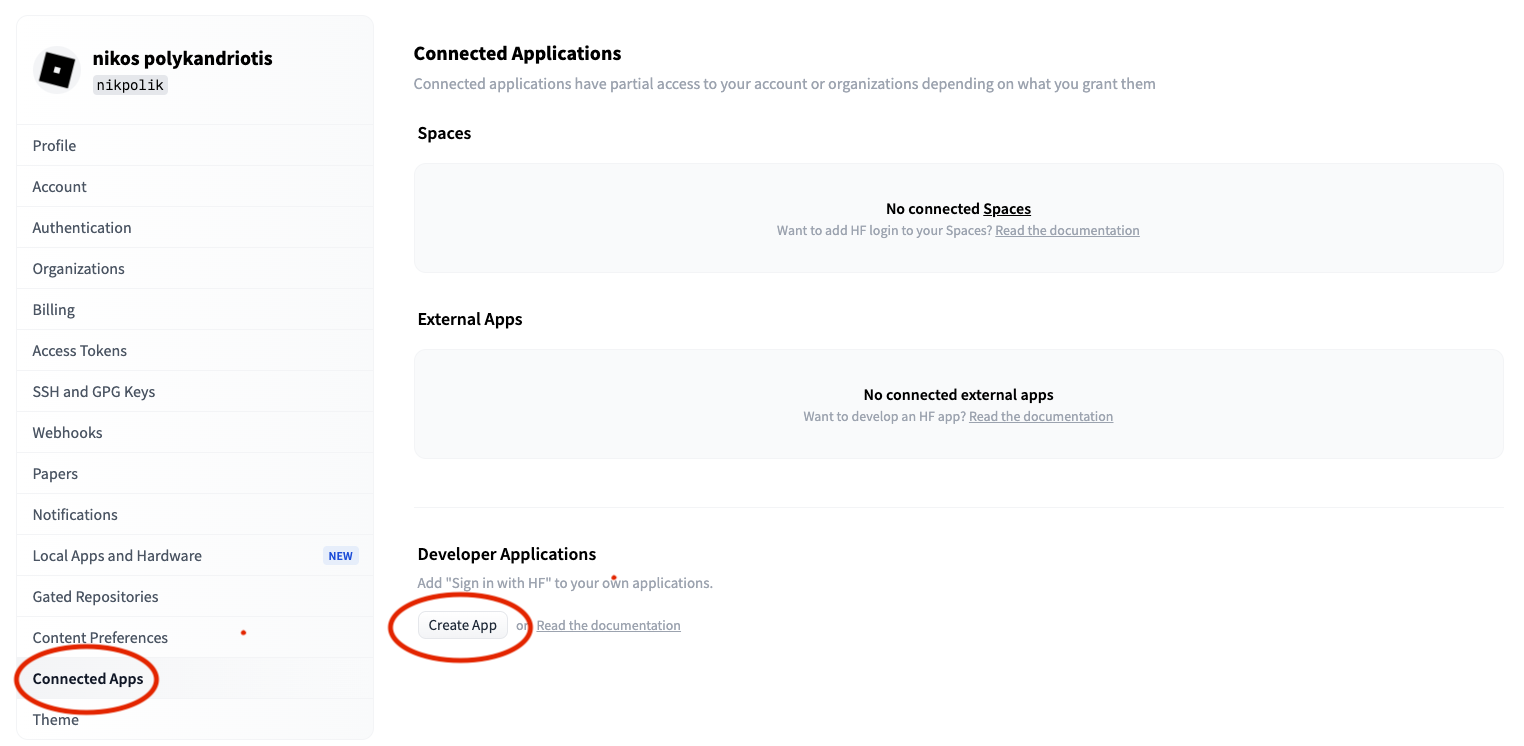 nikos polykandriotis
nikpolik
Profile
Account
Authentication
Organizations
Billing
Access Tokens
SSH and GPG Keys
Webhooks
Papers
Notifications
Local Apps and Hardware NEW
Gated Repositories
Content Preferences
Connected Apps
Theme
Connected Applications
Connected applications have partial access to your account or organizations depending on what you grant them
Spaces
No connected Spaces
Want to add HF login to your Spaces? Read the documentation
External Apps
No connected external apps
Want to develop an HF app? Read the documentation
Developer Applications
Add "Sign in with HF" to your own applications.
Create App or Read the documentation